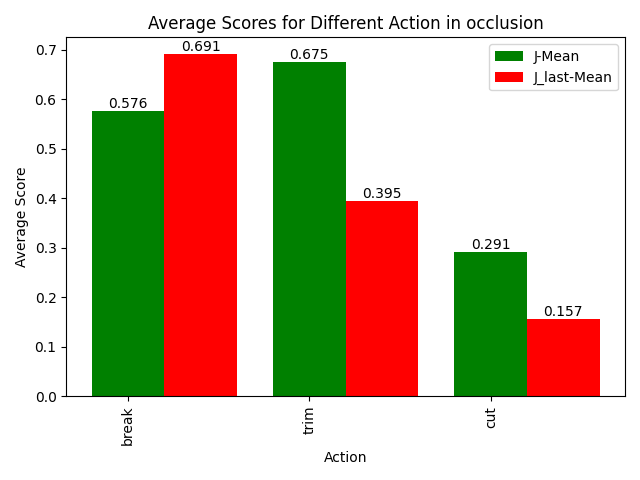 Average Scores for Different Action in occlusion
J-Mean
J_last-Mean
0.576
0.691
0.675
0.395
0.291
0.157
Average Score
0.7
0.6
0.5
0.4
0.3
0.2
0.1
0.0
break
trim
cut
Action